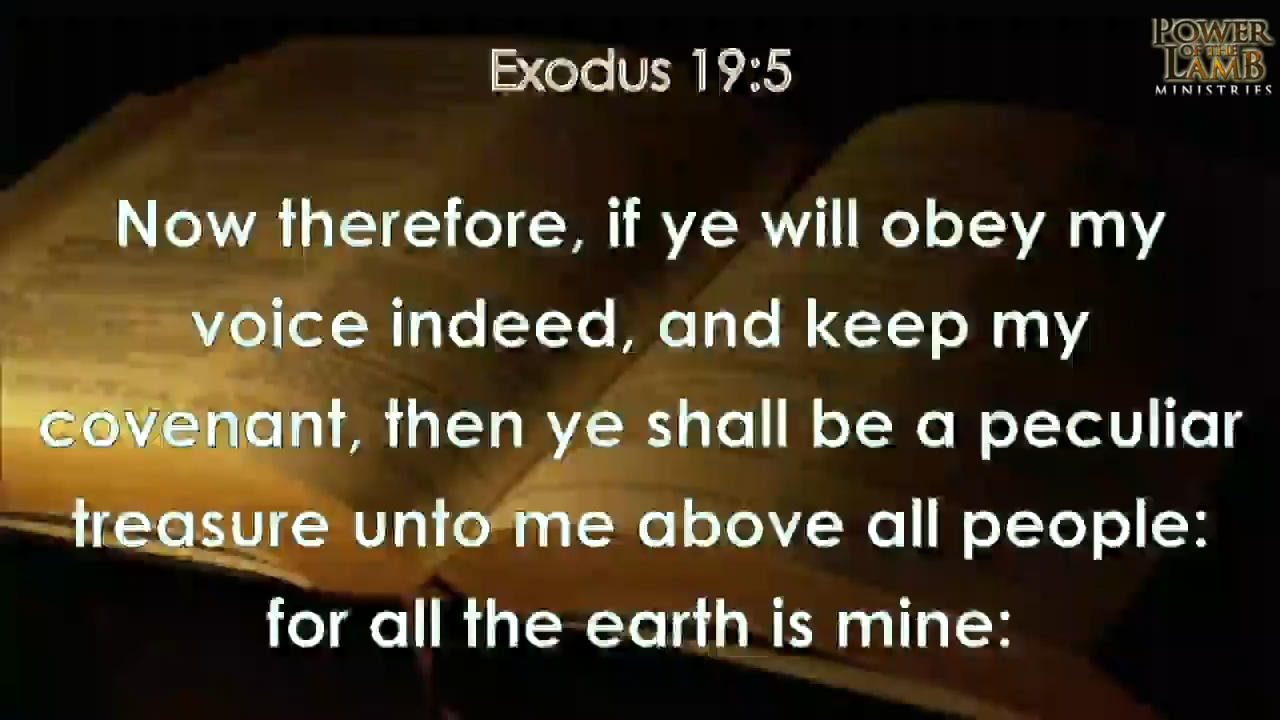 Exodus 19:5
POWER
OF THE
LAMB
MINISTRIES
Now therefore, if ye will obey my
voice indeed, and keep my
covenant, then ye shall be a peculiar
treasure unto me above all people:
for all the earth is mine: